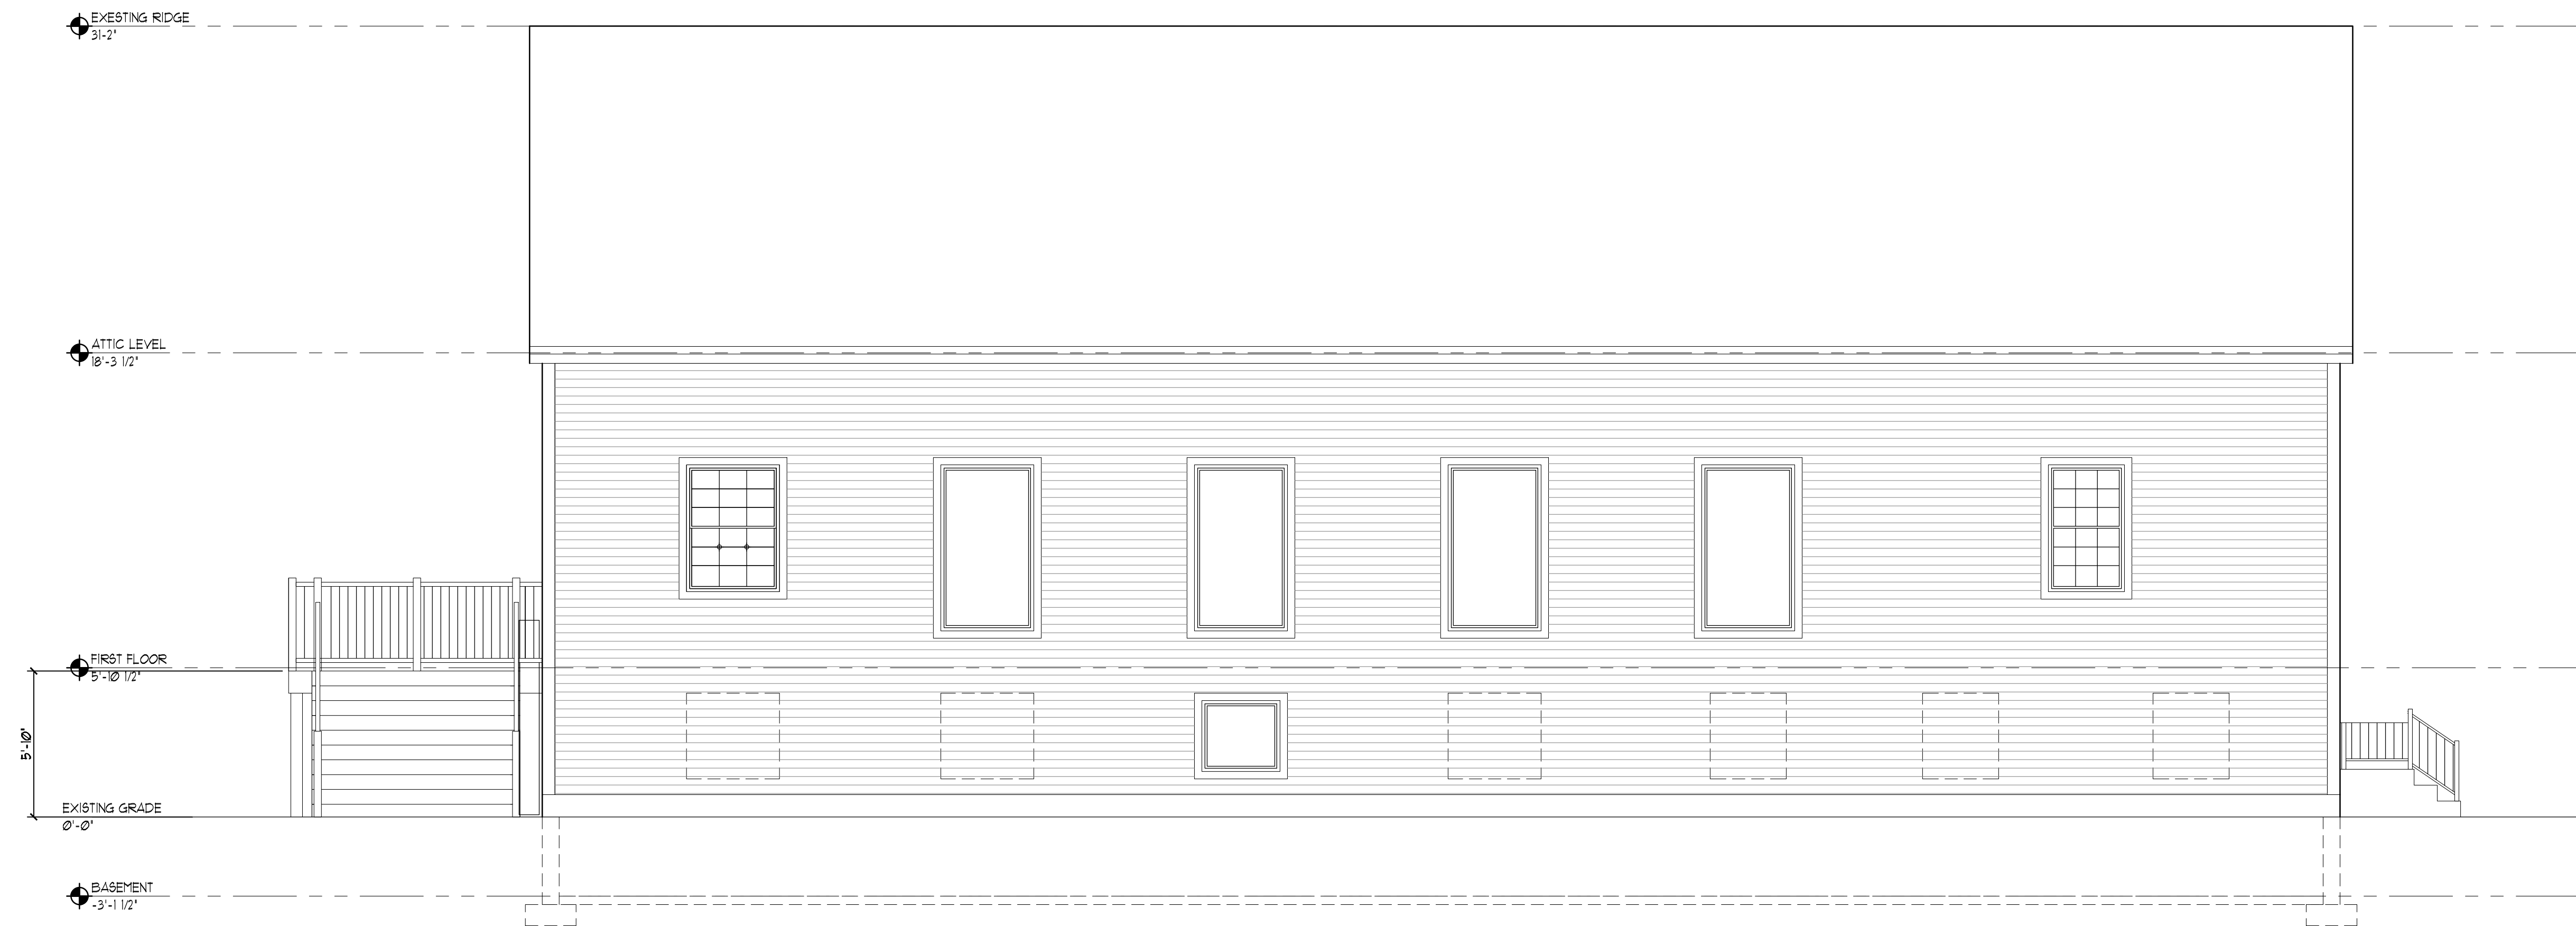 EXESTING RIDGE
31-2"
ATTIC LEVEL
18'-3 1/2"
FIRST FLOOR
5'-10 1/2"
5'-10"
EXISTING GRADE
0'-0"
BASEMENT
-3'-1 1/2"